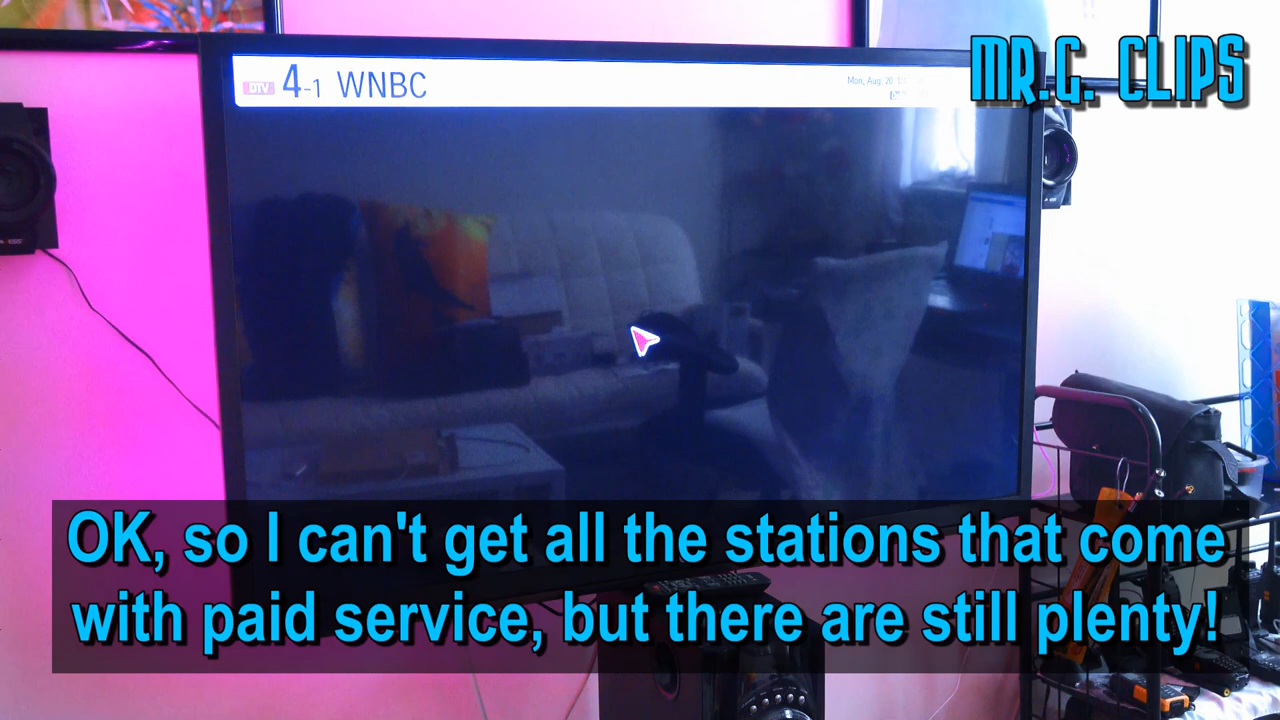 MR.G. CLIPS
DTV 4-1 WNBC
Mon, Aug, 20
OK, so I can't get all the stations that come
with paid service, but there are still plenty!